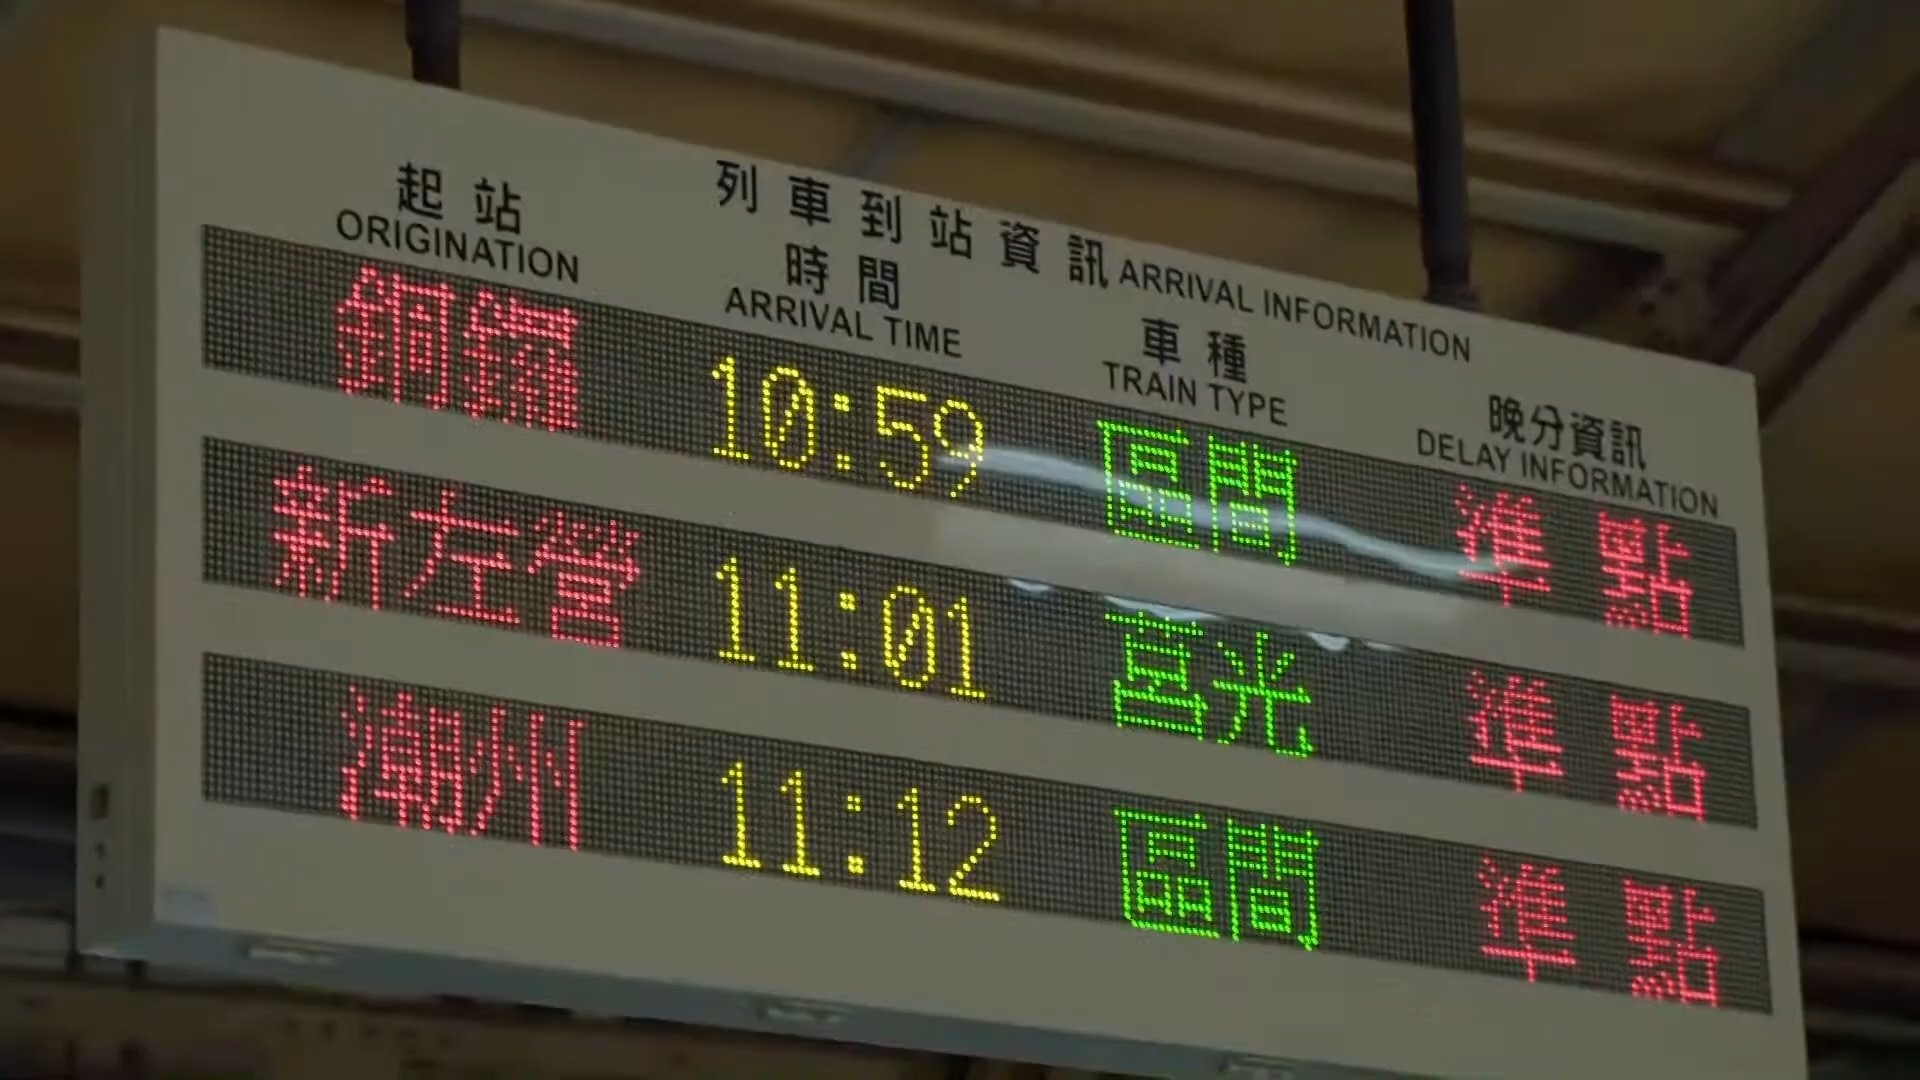 列車到站資訊 ARRIVAL INFORMATION
起站 時間 車種 晚分資訊
ORIGINATION ARRIVAL TIME TRAIN TYPE DELAY INFORMATION
銅鑼 10:59 區間 準點
新左營 11:01 莒光 準點
潮州 11:12 區間 準點